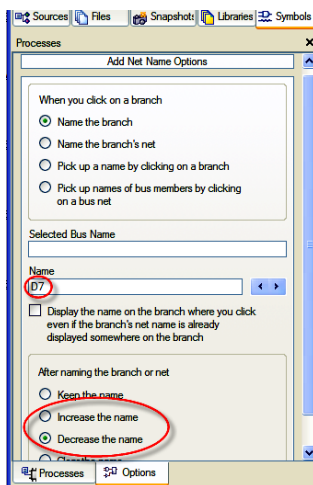 Sources Files Snapshots Libraries Symbols
Processes
Add Net Name Options
When you click on a branch
Name the branch
Name the branch's net
Pick up a name by clicking on a branch
Pick up names of bus members by clicking
on a bus net
Selected Bus Name
Name
D7
Display the name on the branch where you click
even if the branch's net name is already
displayed somewhere on the branch
After naming the branch or net
Keep the name
Increase the name
Decrease the name
Processes Options